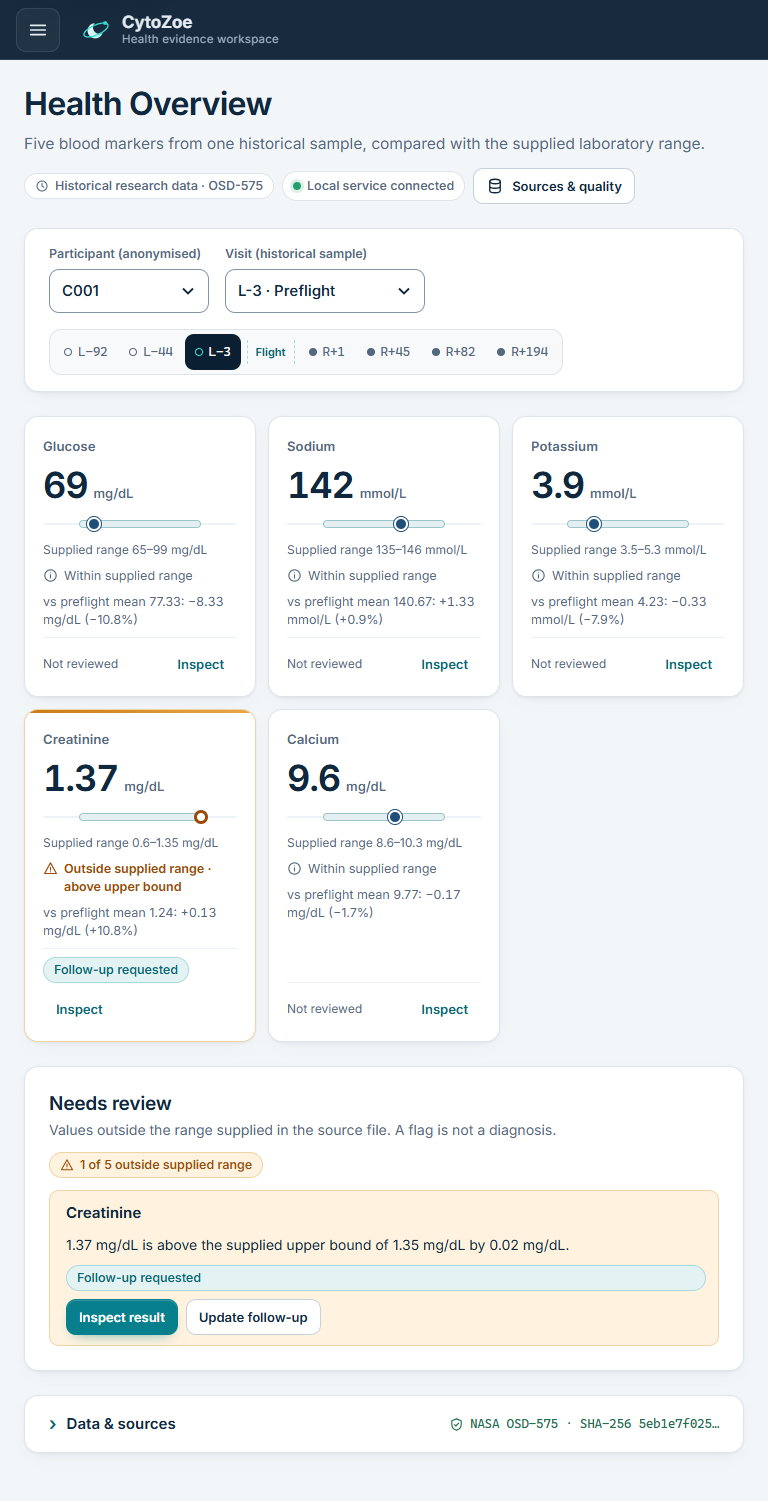 CytoZoe
Health evidence workspace
Health Overview
Five blood markers from one historical sample, compared with the supplied laboratory range.
Historical research data · OSD-575
Local service connected
Sources & quality
Participant (anonymised)
Visit (historical sample)
C001
L-3 · Preflight
L−92
L−44
L−3
Flight
R+1
R+45
R+82
R+194
Glucose
69 mg/dL
Supplied range 65–99 mg/dL
Within supplied range
vs preflight mean 77.33: −8.33
mg/dL (−10.8%)
Not reviewed
Inspect
Sodium
142 mmol/L
Supplied range 135–146 mmol/L
Within supplied range
vs preflight mean 140.67: +1.33
mmol/L (+0.9%)
Not reviewed
Inspect
Potassium
3.9 mmol/L
Supplied range 3.5–5.3 mmol/L
Within supplied range
vs preflight mean 4.23: −0.33
mmol/L (−7.9%)
Not reviewed
Inspect
Creatinine
1.37 mg/dL
Supplied range 0.6–1.35 mg/dL
Outside supplied range ·
above upper bound
vs preflight mean 1.24: +0.13
mg/dL (+10.8%)
Follow-up requested
Inspect
Calcium
9.6 mg/dL
Supplied range 8.6–10.3 mg/dL
Within supplied range
vs preflight mean 9.77: −0.17
mg/dL (−1.7%)
Not reviewed
Inspect
Needs review
Values outside the range supplied in the source file. A flag is not a diagnosis.
1 of 5 outside supplied range
Creatinine
1.37 mg/dL is above the supplied upper bound of 1.35 mg/dL by 0.02 mg/dL.
Follow-up requested
Inspect result
Update follow-up
Data & sources
NASA OSD−575 · SHA−256 5eb1e7f025…